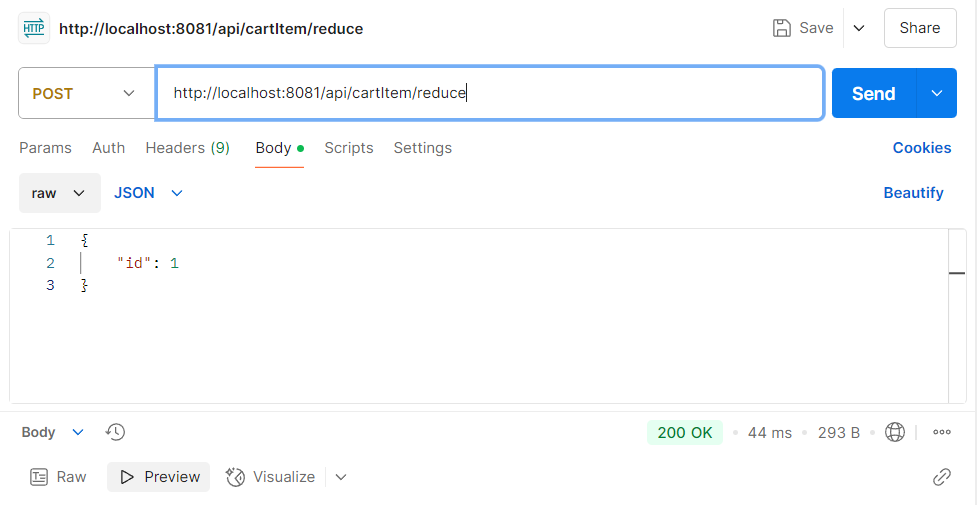 HTTP http://localhost:8081/api/cartItem/reduce Save Share
POST http://localhost:8081/api/cartItem/reduce Send
Params Auth Headers (9) Body Scripts Settings Cookies
raw JSON Beautify
1 {
2 "id": 1
3 }
Body 200 OK 44 ms 293 B
Raw Preview Visualize